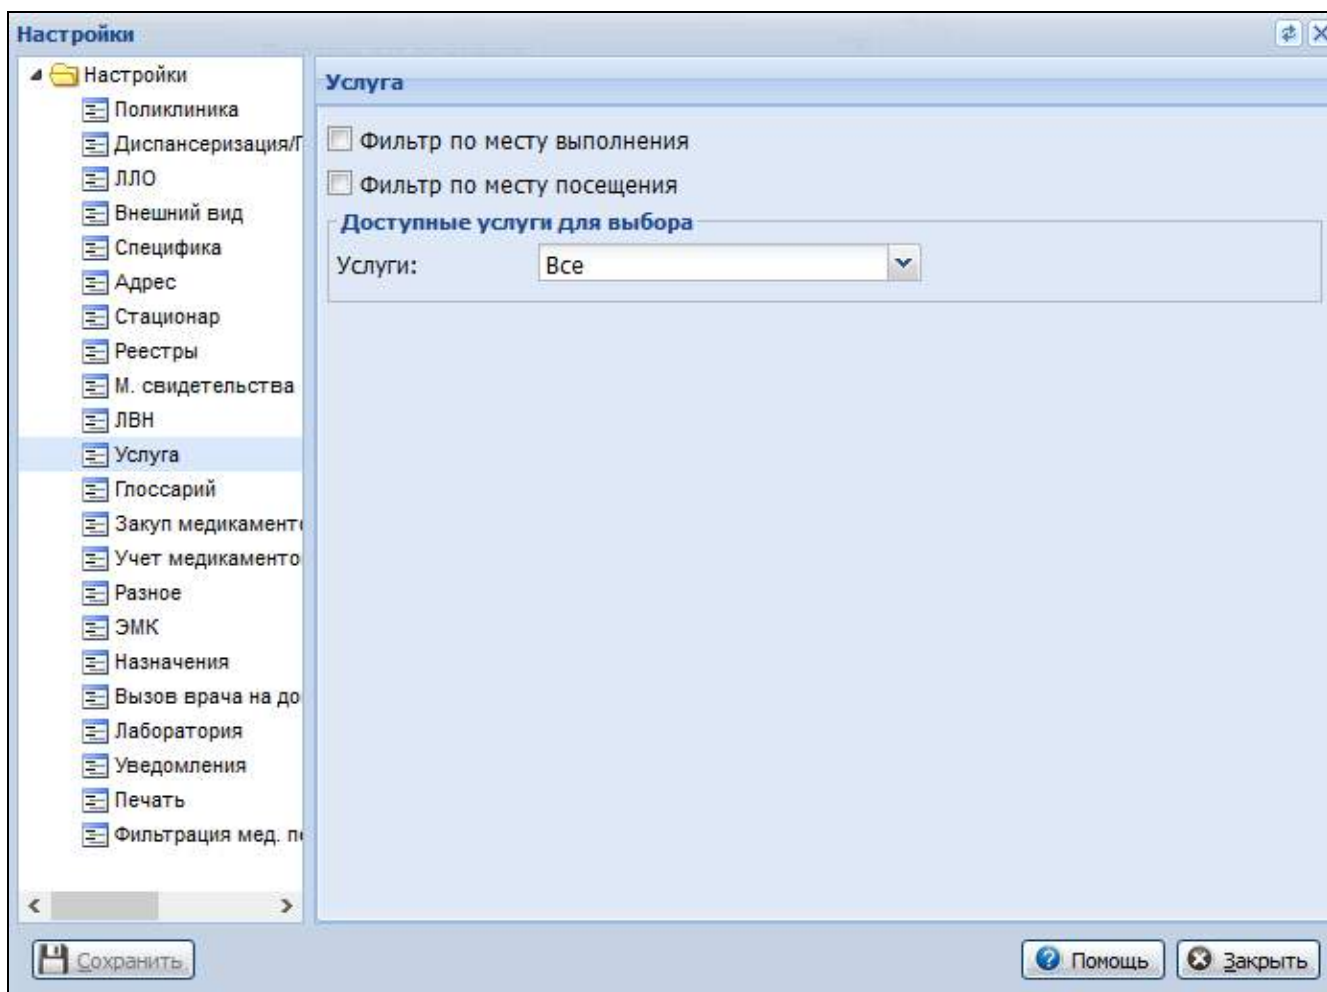 Настройки
Настройки
Поликлиника
Диспансеризация/П
ЛЛО
Внешний вид
Специфика
Адрес
Стационар
Реестры
М. свидетельства
ЛВН
Услуга
Глоссарий
Закуп медикаменто
Учет медикаменто
Разное
ЭМК
Назначения
Вызов врача на до
Лаборатория
Уведомления
Печать
Фильтрация мед. п
Услуга
Фильтр по месту выполнения
Фильтр по месту посещения
Доступные услуги для выбора
Услуги: Все
Сохранить Помощь Закрыть